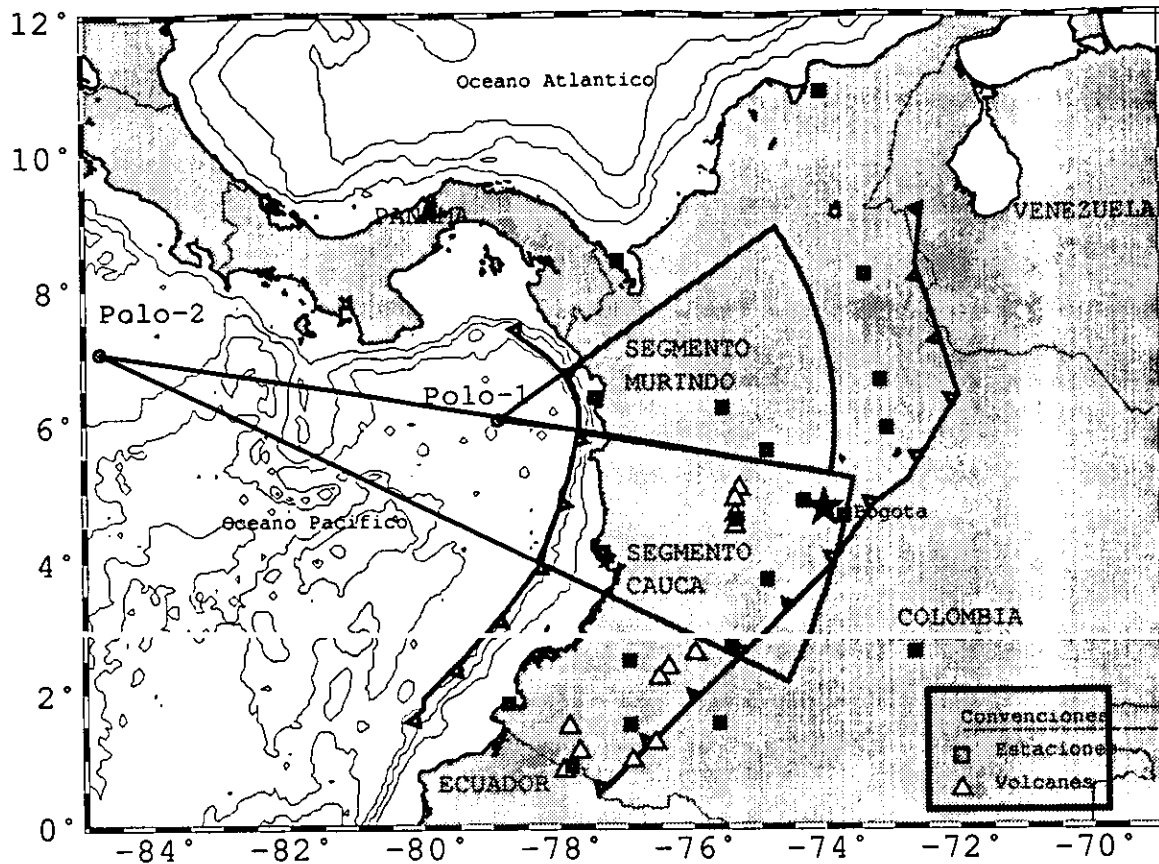 12°
Oceano Atlantico
10°
PANAMA
VENEZUELA
8°
Polo-2
SEGMENTO
MURINDO
Polo-1
6°
Oceano Pacifico
Bogota
SEGMENTO
CAUCA
4°
COLOMBIA
2°
Convenciones
Estaciones
Volcanes
ECUADOR
0°
-84° -82° -80° -78° -76° -74° -72° -70°